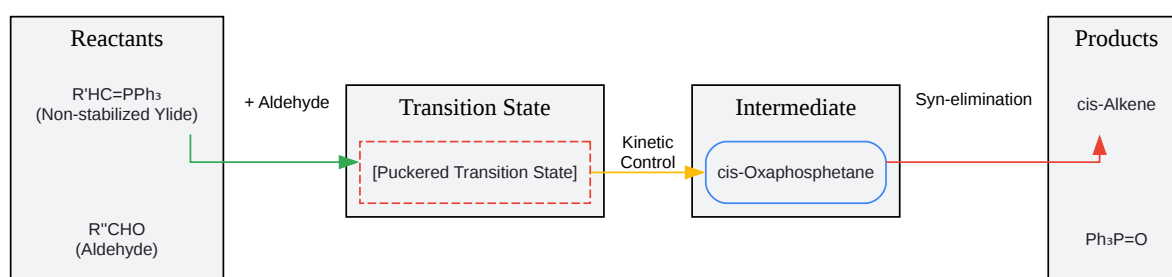 Reactants
R'HC=PPh₃
(Non-stabilized Ylide)
R''CHO
(Aldehyde)
+ Aldehyde
Transition State
[Puckered Transition State]
Kinetic
Control
Intermediate
cis-Oxaphosphetane
Syn-elimination
Products
cis-Alkene
Ph₃P=O